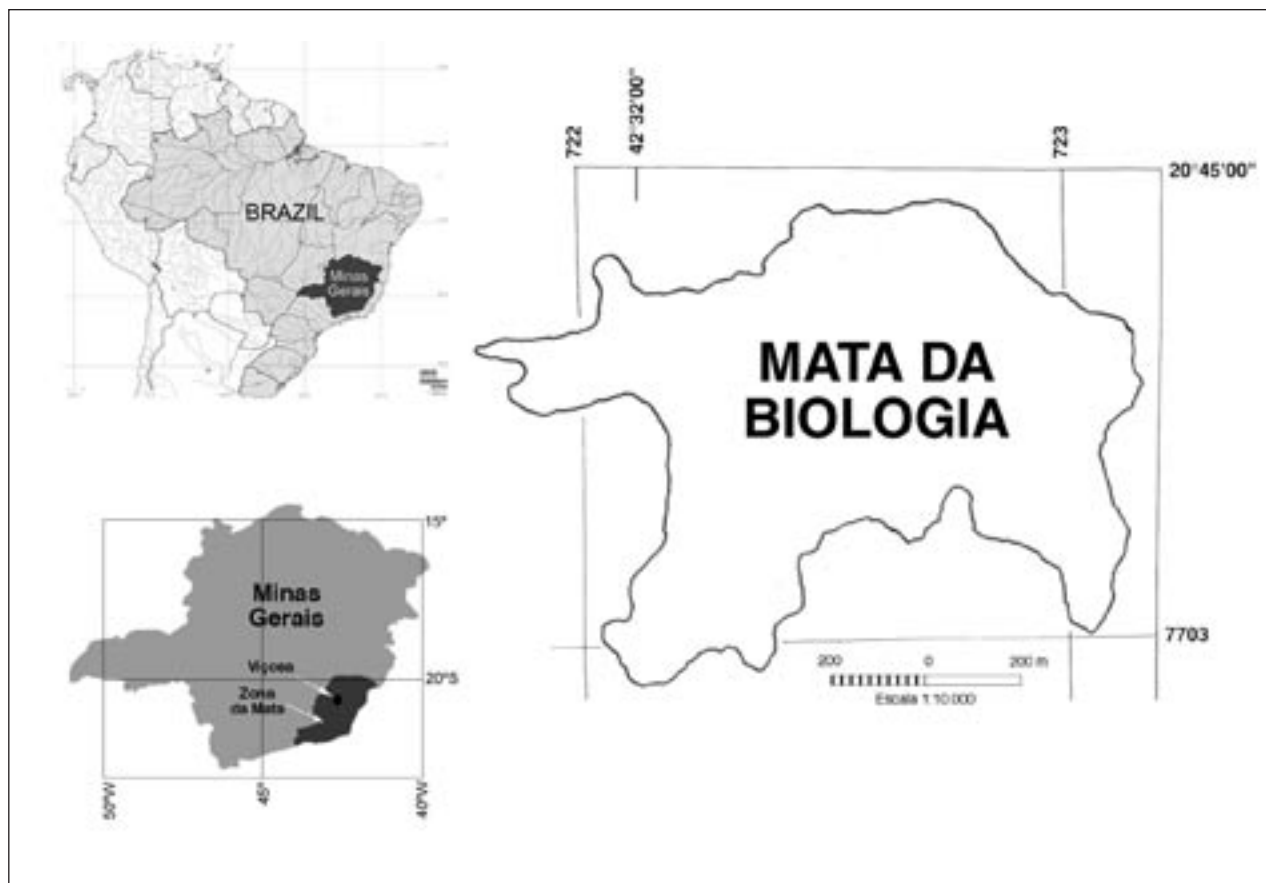 BRAZIL
Minas
Gerais
722
42°32'00"
723
20°45'00"
MATA DA
BIOLOGIA
7703
200 0 200 m
Escala 1:10.000
15°
Minas
Gerais
Viçosa
20°S
Zona
da Mata
50°W
45°
40°W